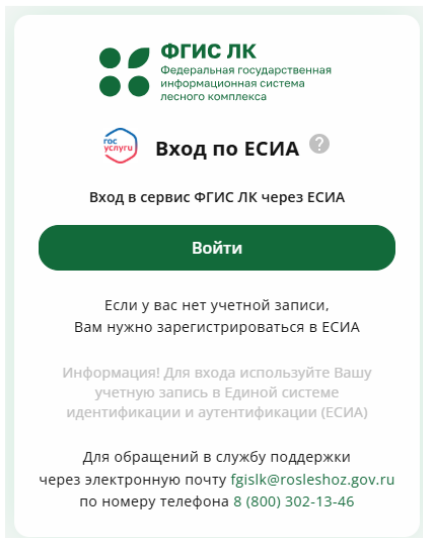 ФГИС ЛК
Федеральная государственная
информационная система
лесного комплекса
гос
услуги
Вход по ЕСИА ?
Вход в сервис ФГИС ЛК через ЕСИА
Войти
Если у вас нет учетной записи,
Вам нужно зарегистрироваться в ЕСИА
Информация! Для входа используйте Вашу
учетную запись в Единой системе
идентификации и аутентификации (ЕСИА)
Для обращений в службу поддержки
через электронную почту fgislk@rosleshoz.gov.ru
по номеру телефона 8 (800) 302-13-46